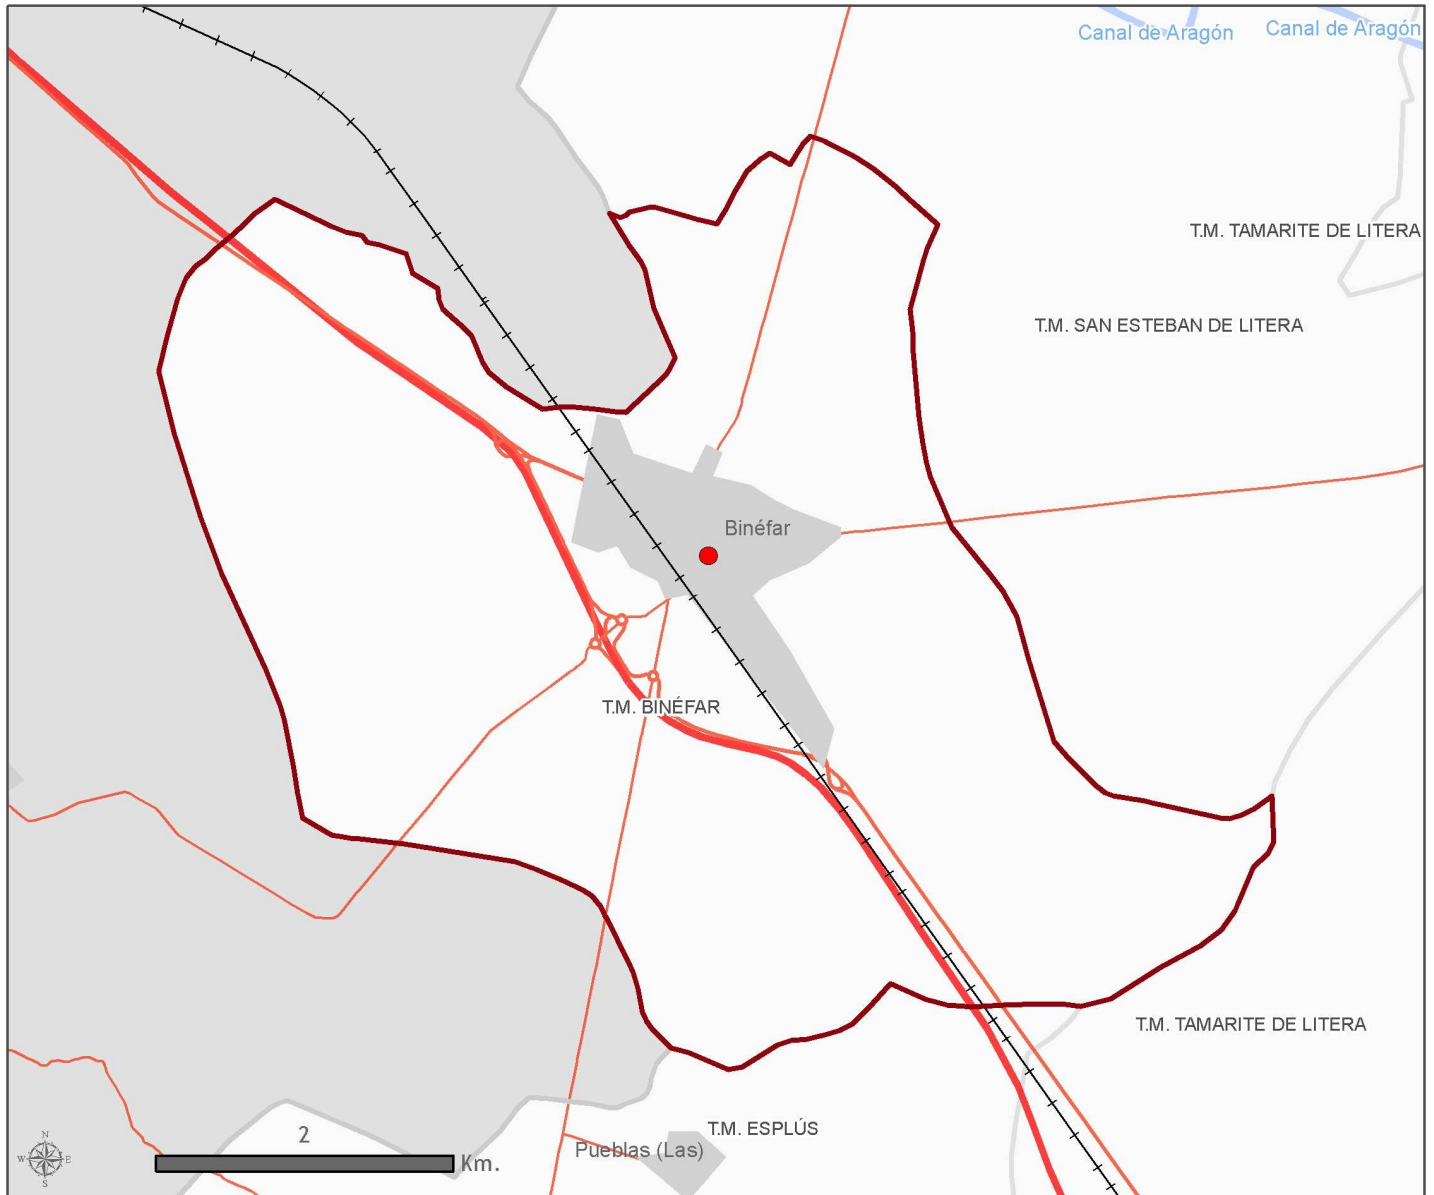 Canal de Aragón
Canal de Aragón
T.M. TAMARITE DE LITERA
T.M. SAN ESTEBAN DE LITERA
Binéfar
T.M. BINÉFAR
T.M. TAMARITE DE LITERA
T.M. ESPLÚS
Pueblas (Las)
2
Km.
N
W
E
S